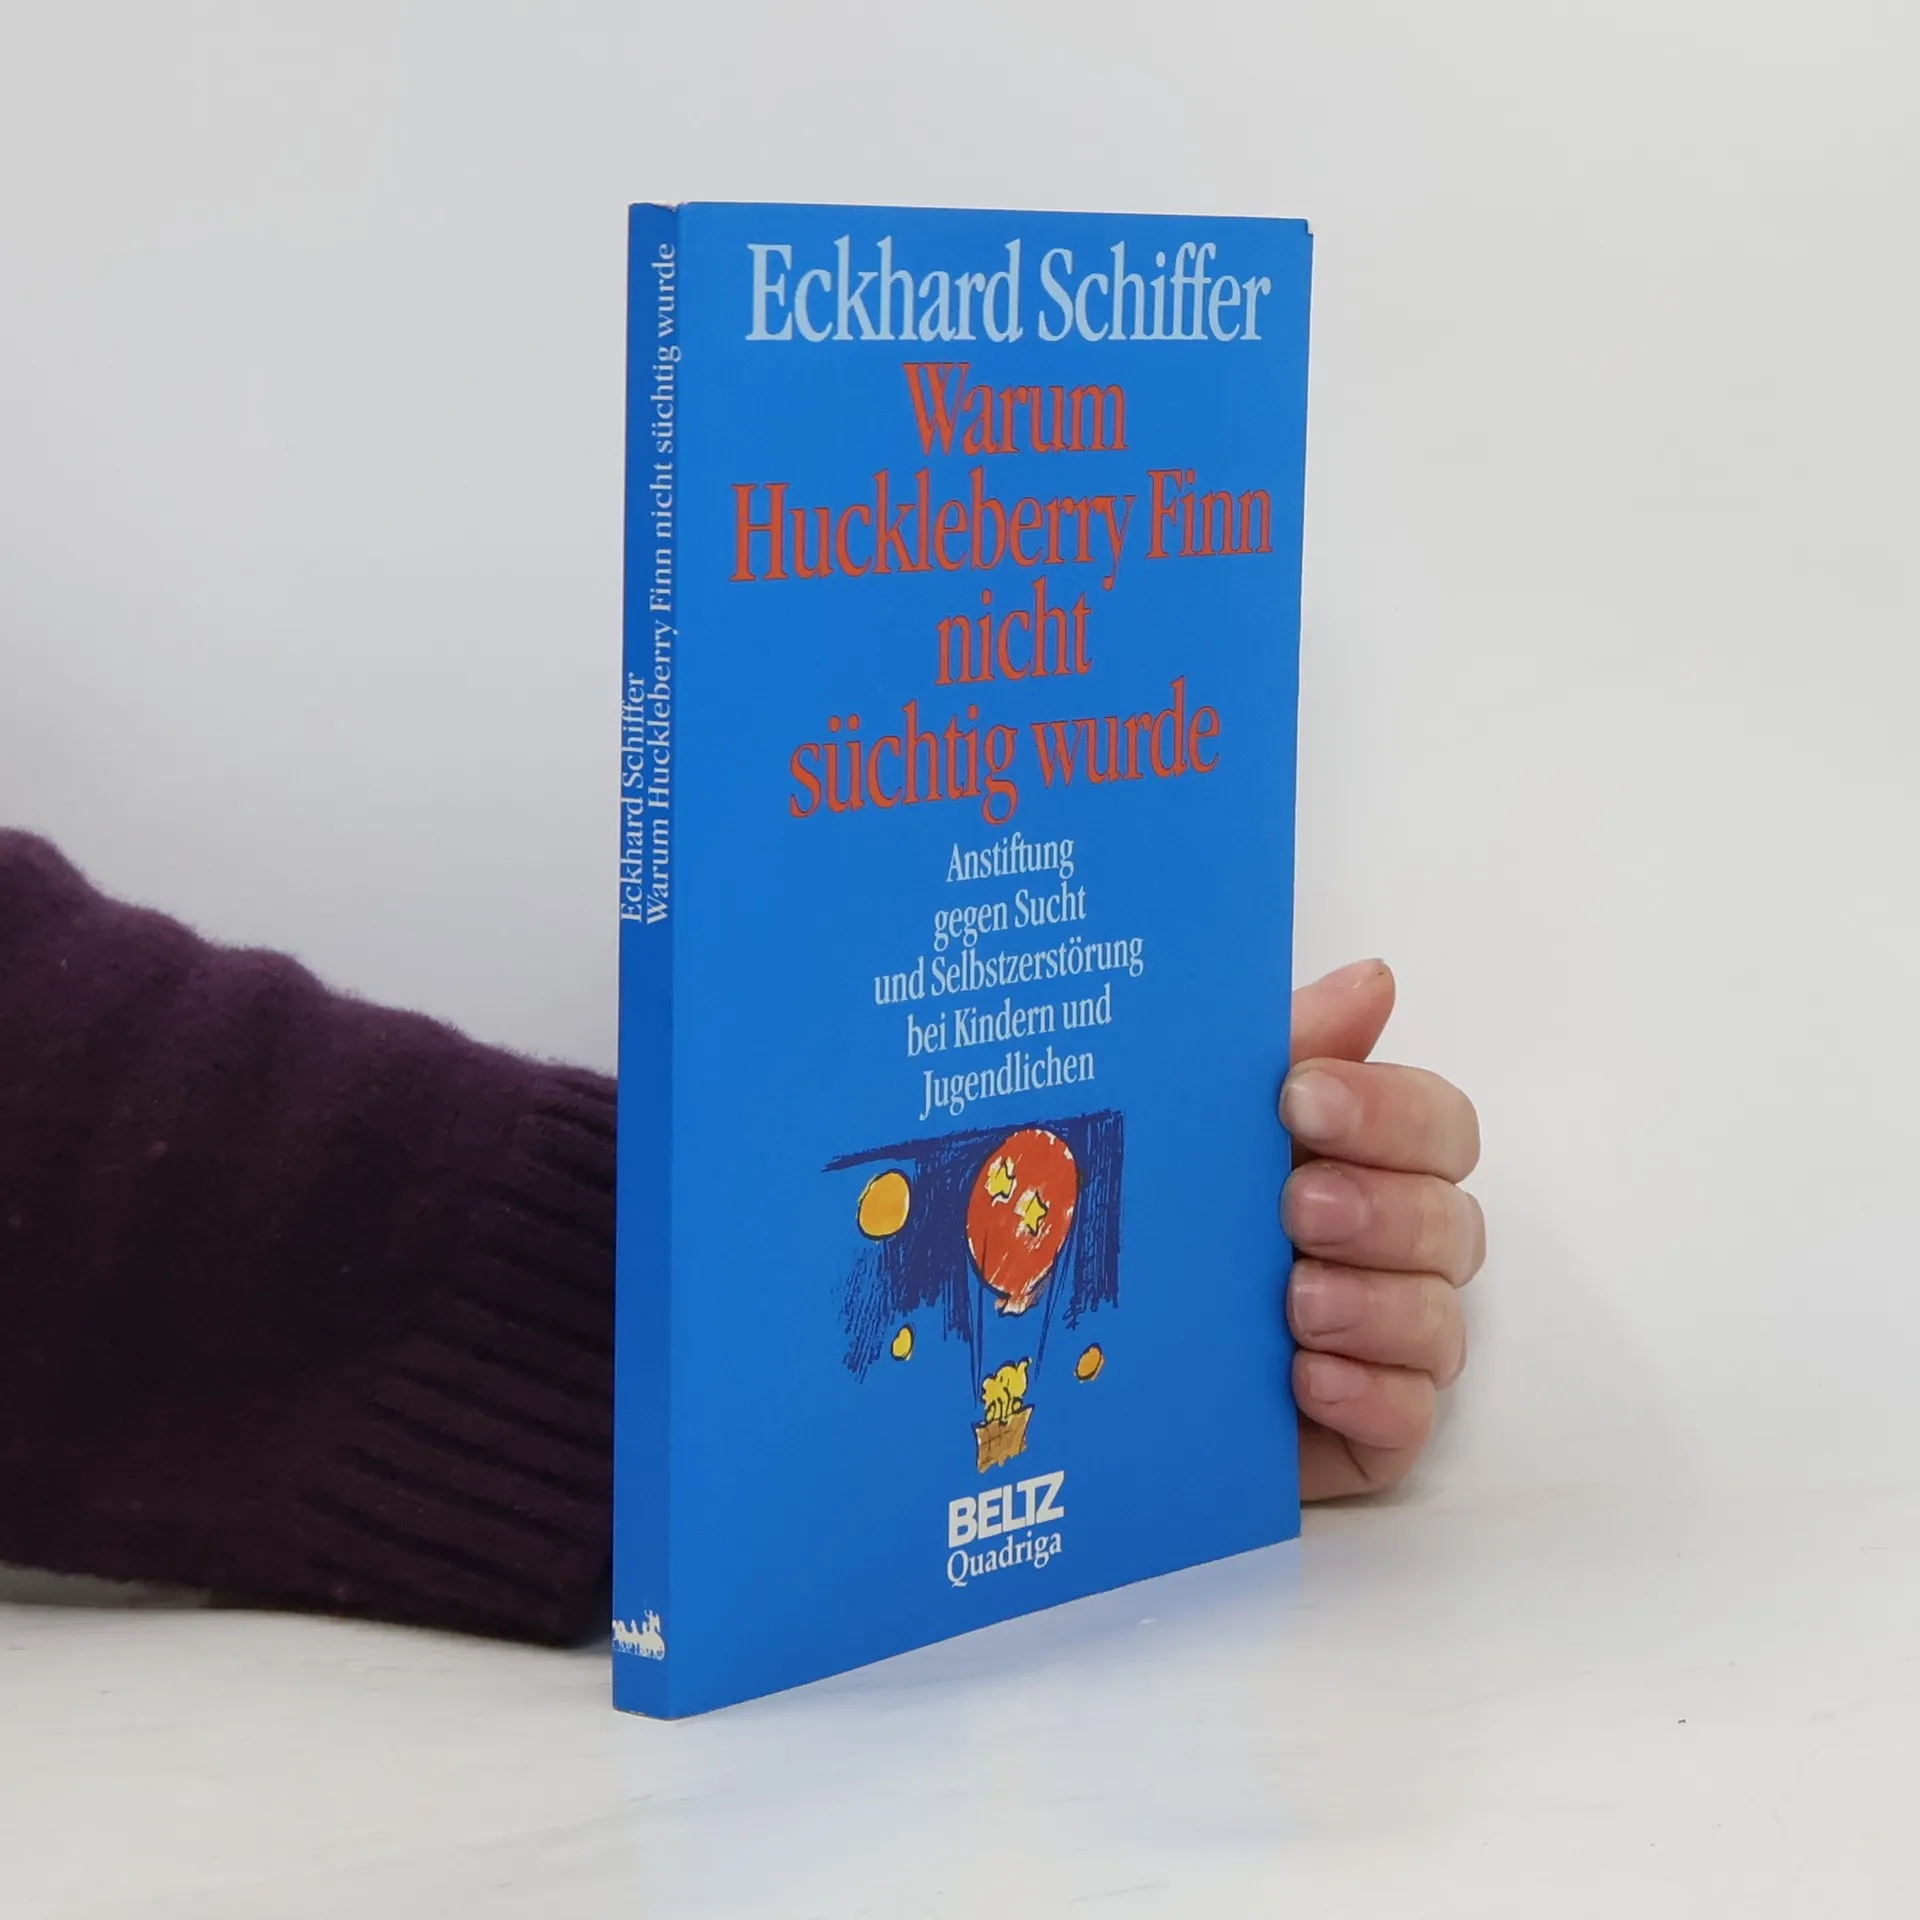 Eckhard Schiffer
Warum Huckleberry Finn nicht süchtig wurde
Eckhard Schiffer
Warum
Huckleberry Finn
nicht
süchtig wurde
Anstiftung
gegen Sucht
und Selbstzerstörung
bei Kindern und
Jugendlichen
BELTZ
Quadriga